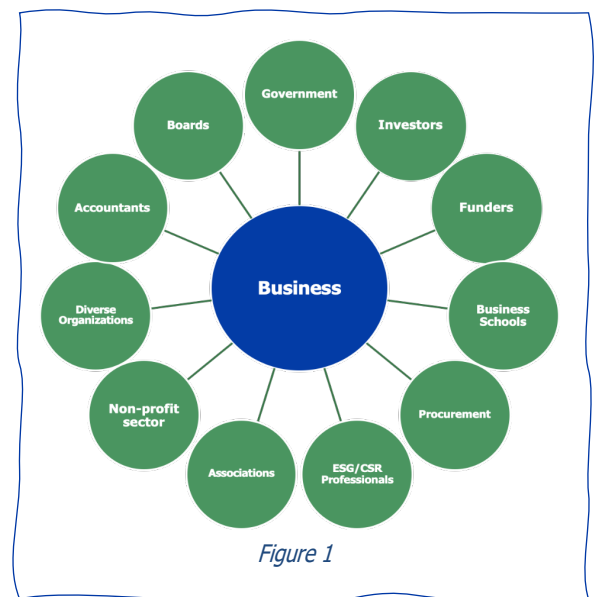 Government
Boards
Investors
Accountants
Funders
Business
Diverse
Organizations
Business
Schools
Non-profit
sector
Procurement
Associations
ESG/CSR
Professionals
Figure 1